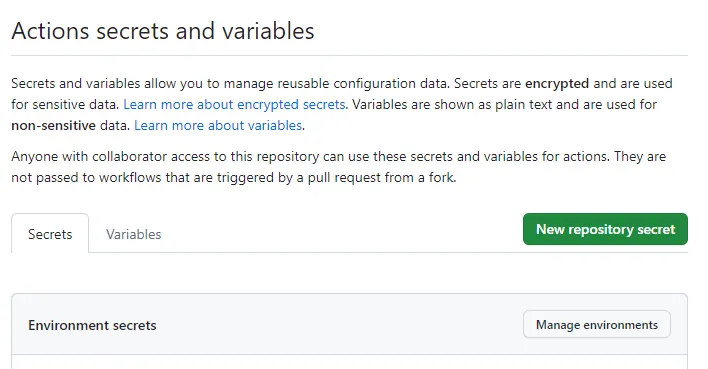 Actions secrets and variables
Secrets and variables allow you to manage reusable configuration data. Secrets are encrypted and are used
for sensitive data. Learn more about encrypted secrets. Variables are shown as plain text and are used for
non-sensitive data. Learn more about variables.
Anyone with collaborator access to this repository can use these secrets and variables for actions. They are
not passed to workflows that are triggered by a pull request from a fork.
Secrets Variables New repository secret
Environment secrets Manage environments